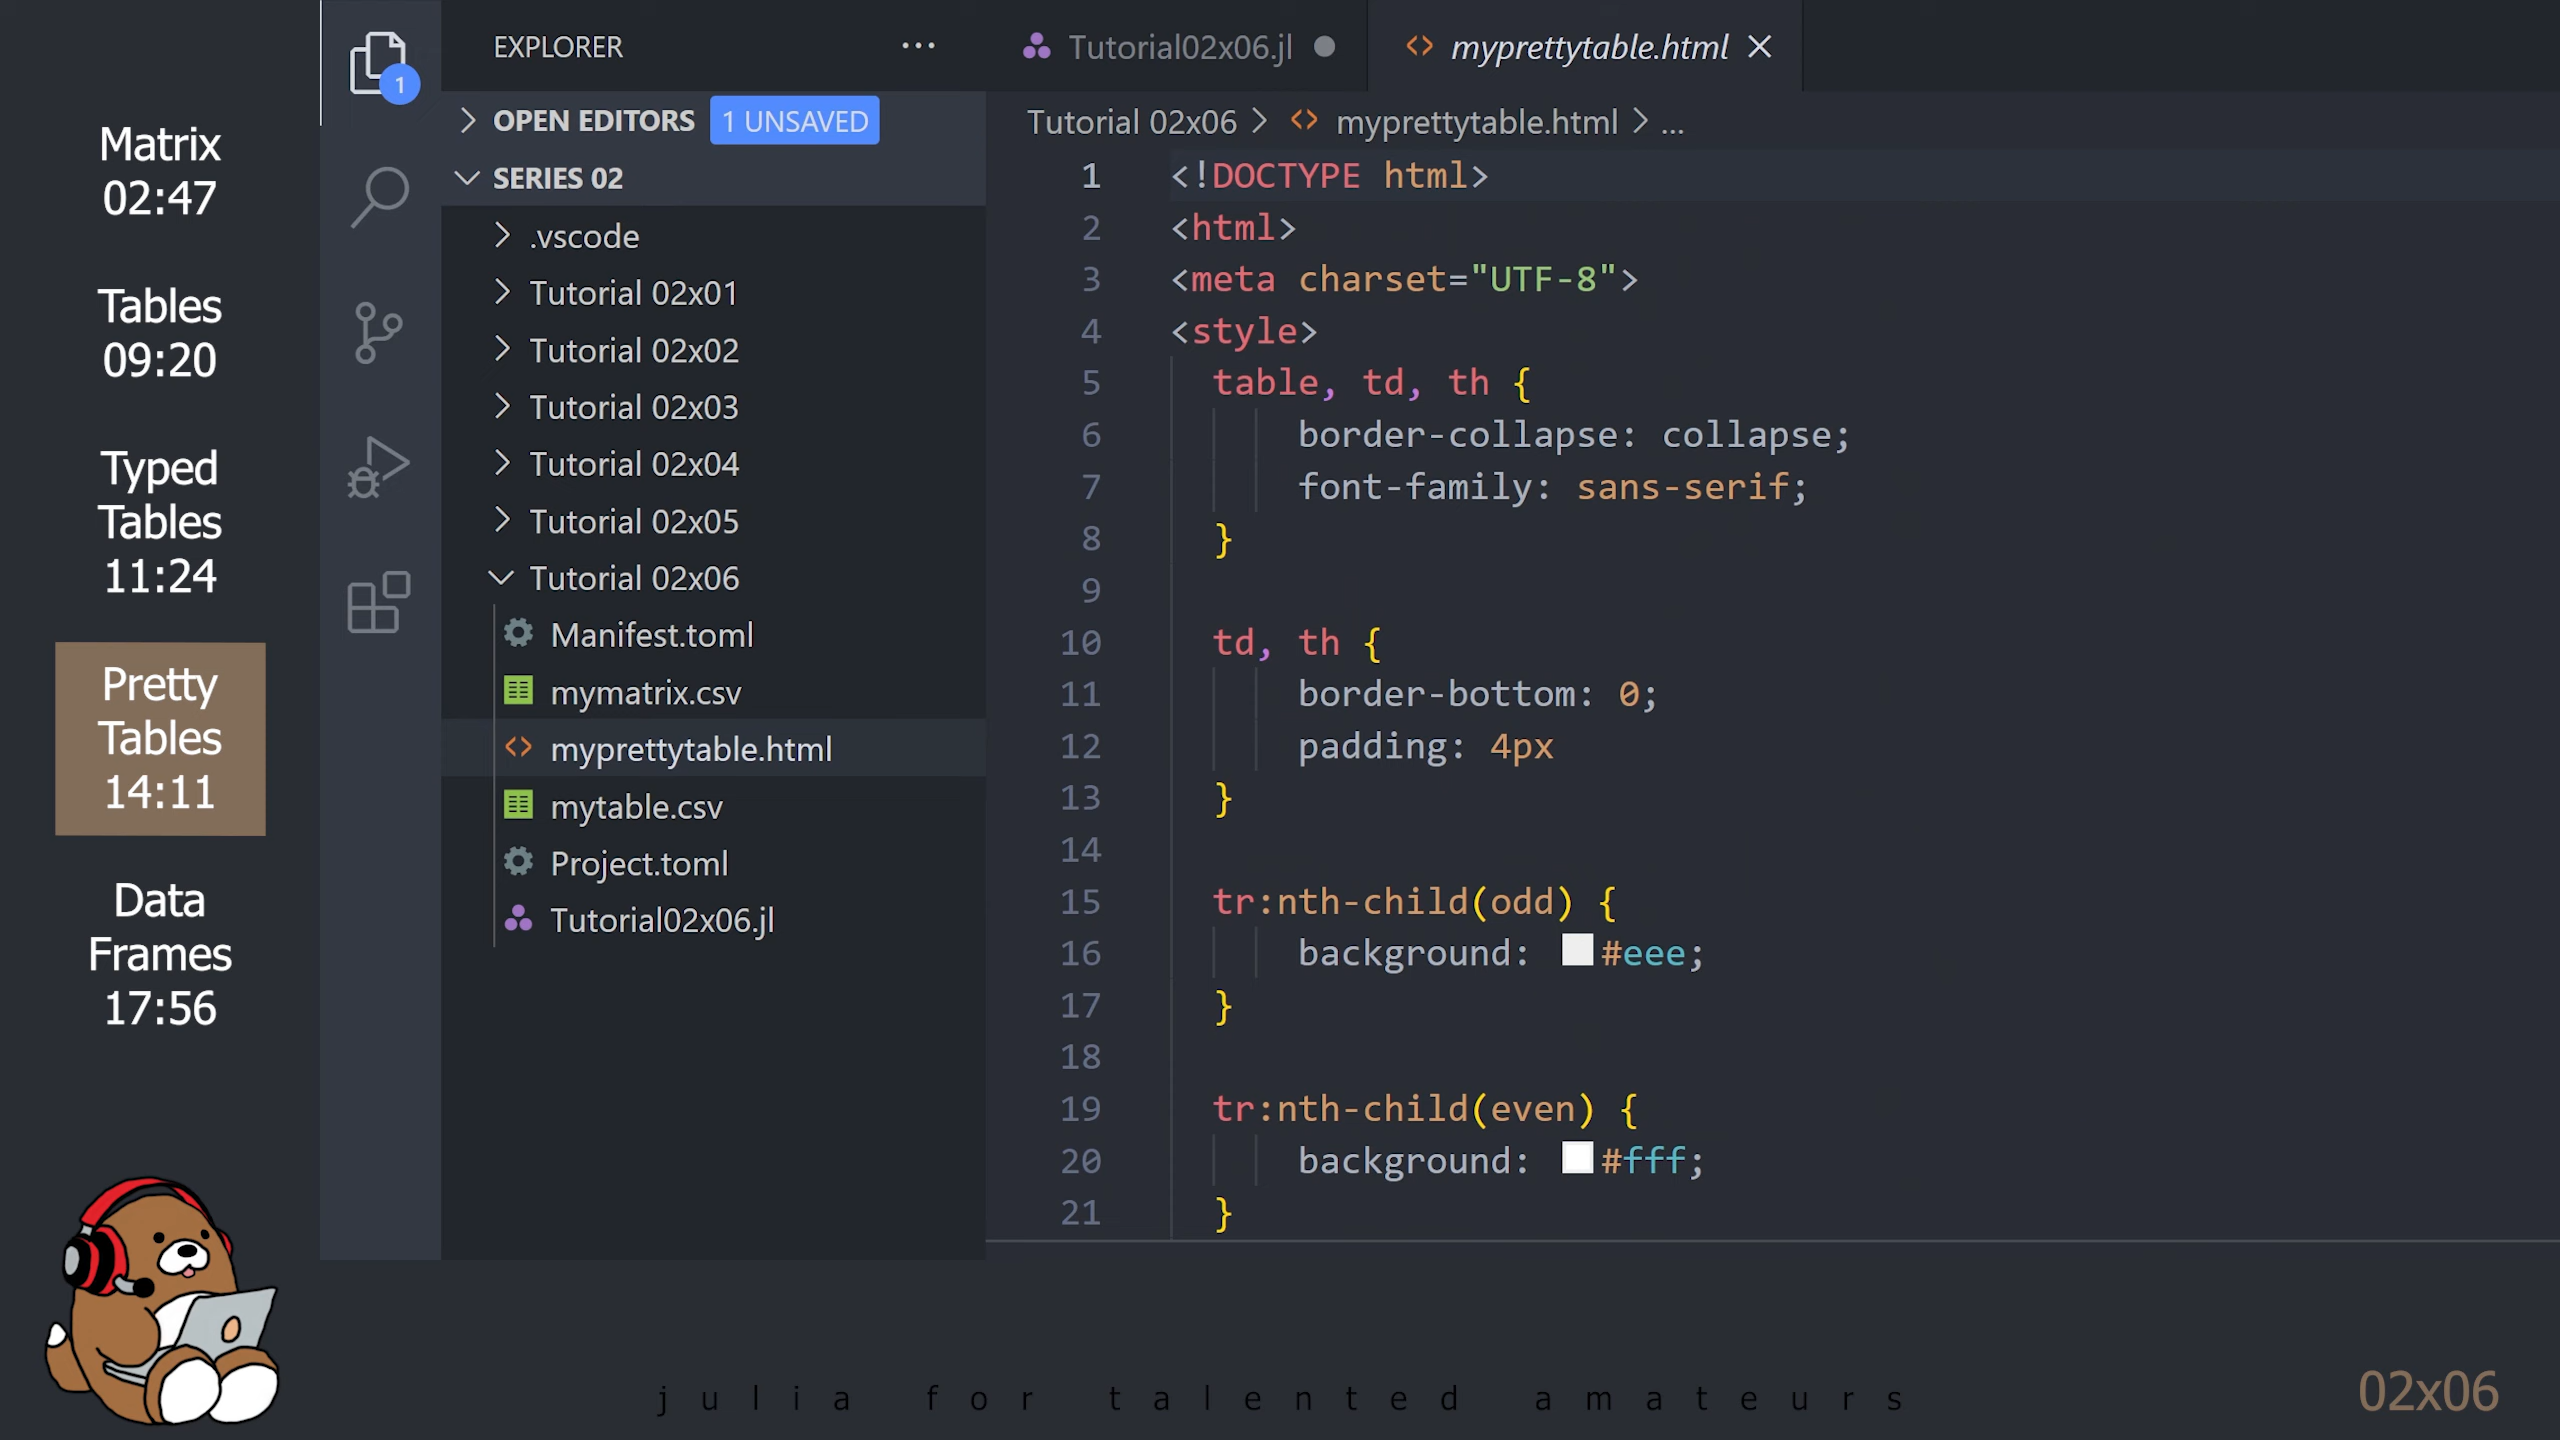 Matrix
02:47
Tables
09:20
Typed
Tables
11:24
Pretty
Tables
14:11
Data
Frames
17:56
1
EXPLORER
OPEN EDITORS 1 UNSAVED
SERIES 02
.vscode
Tutorial 02x01
Tutorial 02x02
Tutorial 02x03
Tutorial 02x04
Tutorial 02x05
Tutorial 02x06
Manifest.toml
mymatrix.csv
myprettytable.html
mytable.csv
Project.toml
Tutorial02x06.jl
Tutorial02x06.jl myprettytable.html
Tutorial 02x06 > myprettytable.html > ...
1 <!DOCTYPE html>
2 <html>
3 <meta charset="UTF-8">
4 <style>
5 table, td, th {
6 border-collapse: collapse;
7 font-family: sans-serif;
8 }
9
10 td, th {
11 border-bottom: 0;
12 padding: 4px
13 }
14
15 tr:nth-child(odd) {
16 background: #eee;
17 }
18
19 tr:nth-child(even) {
20 background: #fff;
21 }
julia for talented amateurs
02x06